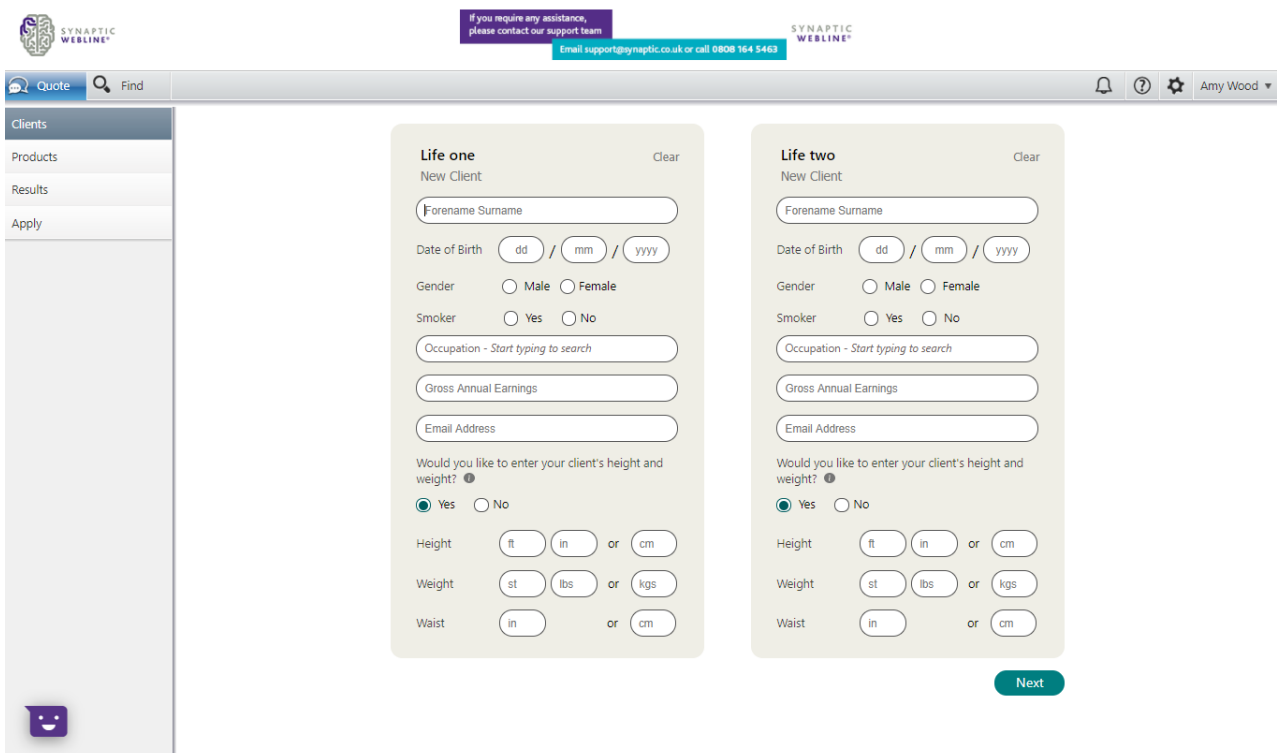 SYNAPTIC
WEBLINE®
If you require any assistance,
please contact our support team
Email support@synaptic.co.uk or call 0808 164 5463
SYNAPTIC
WEBLINE®
Quote
Find
Amy Wood
Clients
Products
Results
Apply
Life one
Clear
New Client
Forename Surname
Date of Birth dd / mm / yyyy
Gender Male Female
Smoker Yes No
Occupation - Start typing to search
Gross Annual Earnings
Email Address
Would you like to enter your client's height and
weight?
Yes No
Height ft in or cm
Weight st lbs or kgs
Waist in or cm
Life two
Clear
New Client
Forename Surname
Date of Birth dd / mm / yyyy
Gender Male Female
Smoker Yes No
Occupation - Start typing to search
Gross Annual Earnings
Email Address
Would you like to enter your client's height and
weight?
Yes No
Height ft in or cm
Weight st lbs or kgs
Waist in or cm
Next